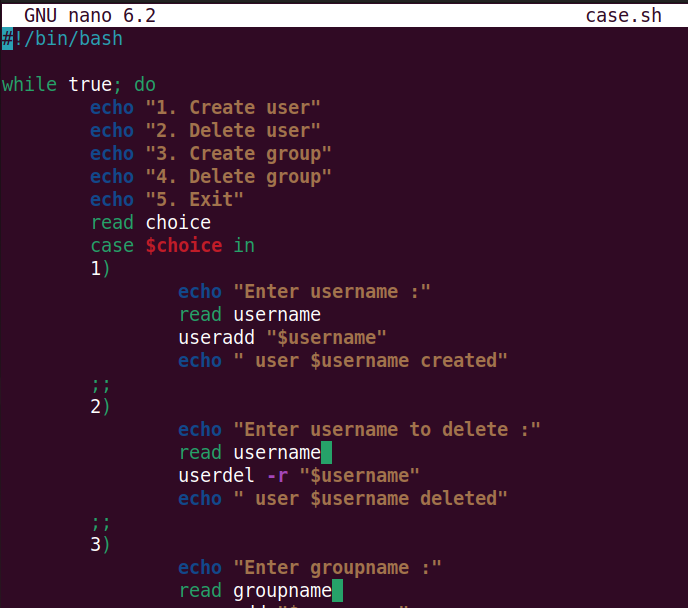 GNU nano 6.2 case.sh
#!/bin/bash
while true; do
echo "1. Create user"
echo "2. Delete user"
echo "3. Create group"
echo "4. Delete group"
echo "5. Exit"
read choice
case $choice in
1)
echo "Enter username :"
read username
useradd "$username"
echo " user $username created"
;;
2)
echo "Enter username to delete :"
read username
userdel -r "$username"
echo " user $username deleted"
;;
3)
echo "Enter groupname :"
read groupname